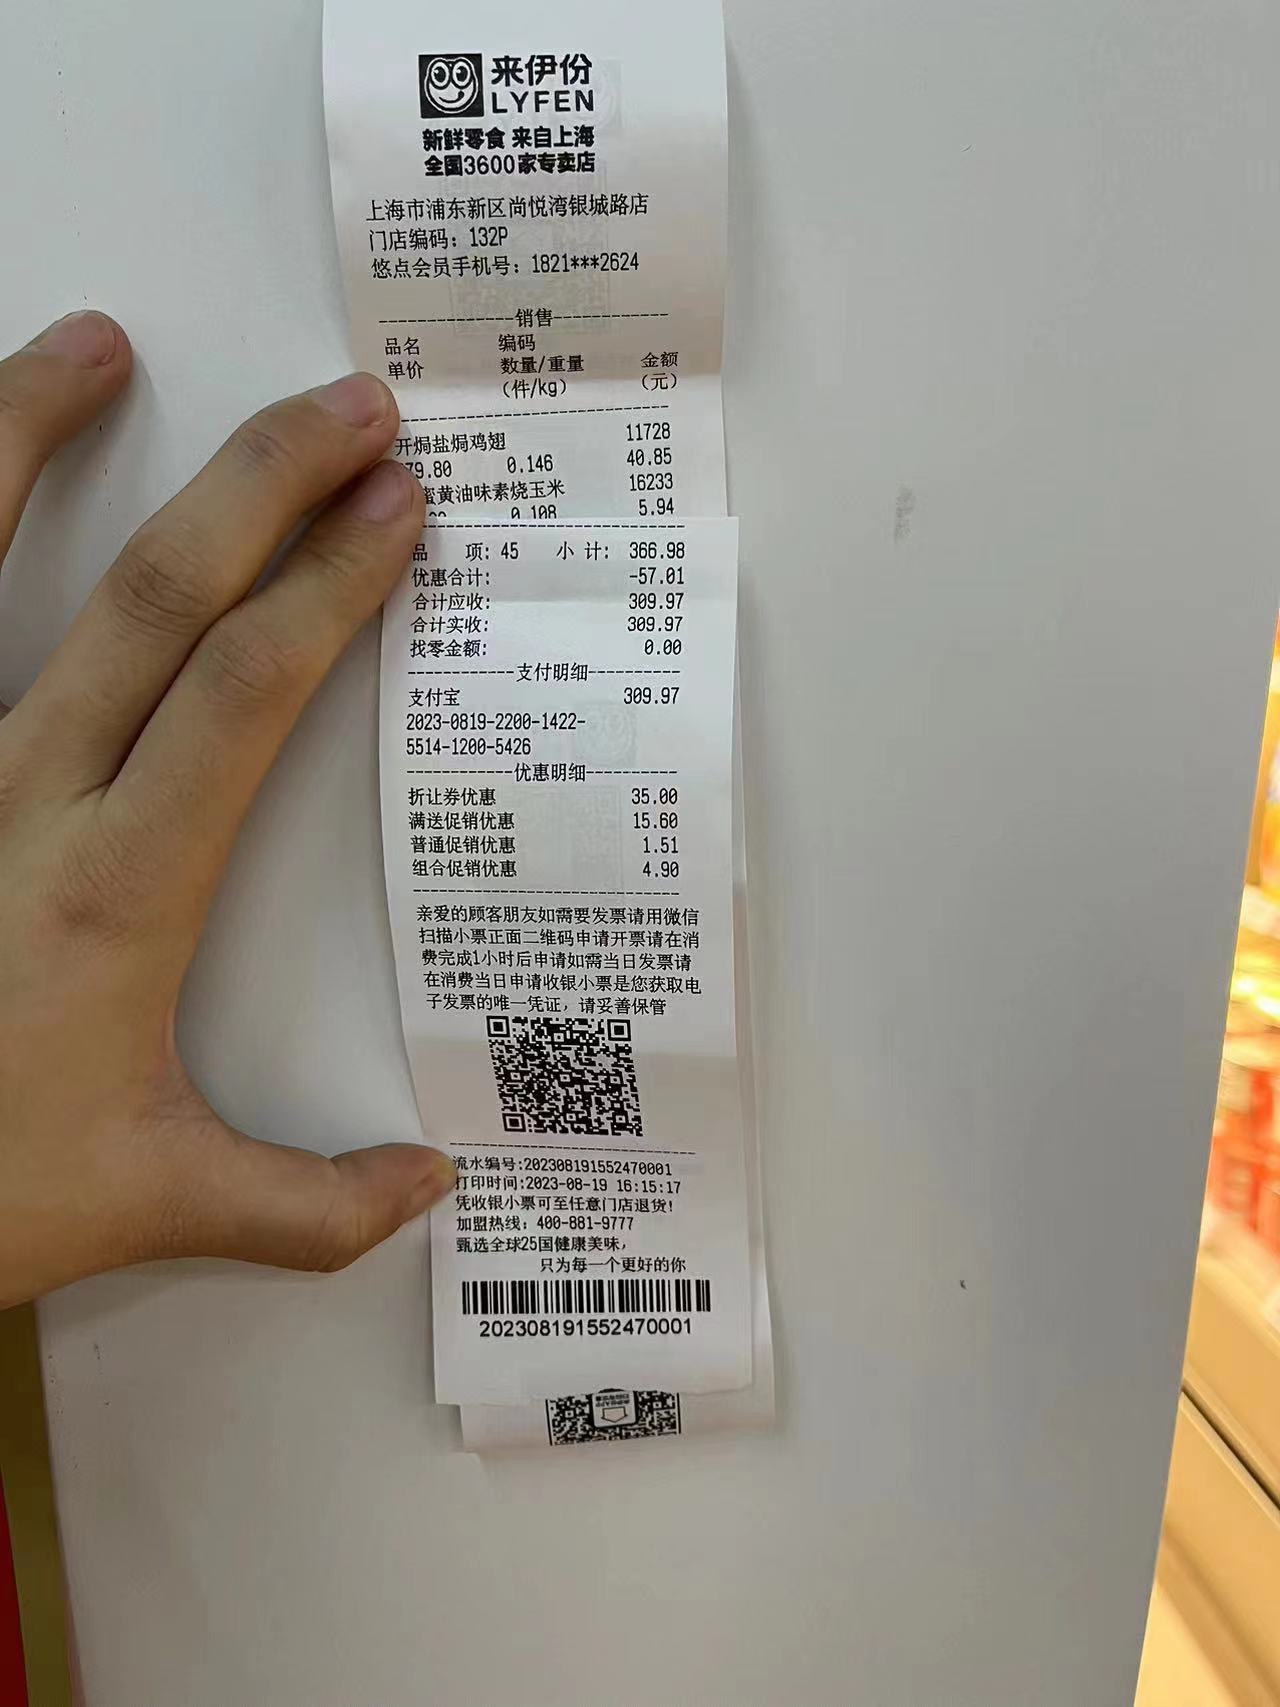 来伊份
LYFEN
新鲜零食 来自上海
全国3600家专卖店
上海市浦东新区尚悦湾银城路店
门店编码：132P
悠点会员手机号：1821***2624
--------------销售------------
品名 编码
单价 数量/重量 金额
（件/kg） （元）
开焗盐焗鸡翅 11728
79.80 0.146 40.85
蜜黄油味素烧玉米 16233
0.108 5.94
品 项: 45 小 计: 366.98
优惠合计: -57.01
合计应收: 309.97
合计实收: 309.97
找零金额: 0.00
------------支付明细----------
支付宝 309.97
2023-0819-2200-1422-
5514-1200-5426
------------优惠明细----------
折让券优惠 35.00
满送促销优惠 15.60
普通促销优惠 1.51
组合促销优惠 4.90
亲爱的顾客朋友如需要发票请用微信
扫描小票正面二维码申请开票请在消
费完成1小时后申请如需当日发票请
在消费当日申请收银小票是您获取电
子发票的唯一凭证，请妥善保管
流水编号:202308191552470001
打印时间:2023-08-19 16:15:17
凭收银小票可至任意门店退货！
加盟热线：400-881-9777
甄选全球25国健康美味，
只为每一个更好的你
202308191552470001